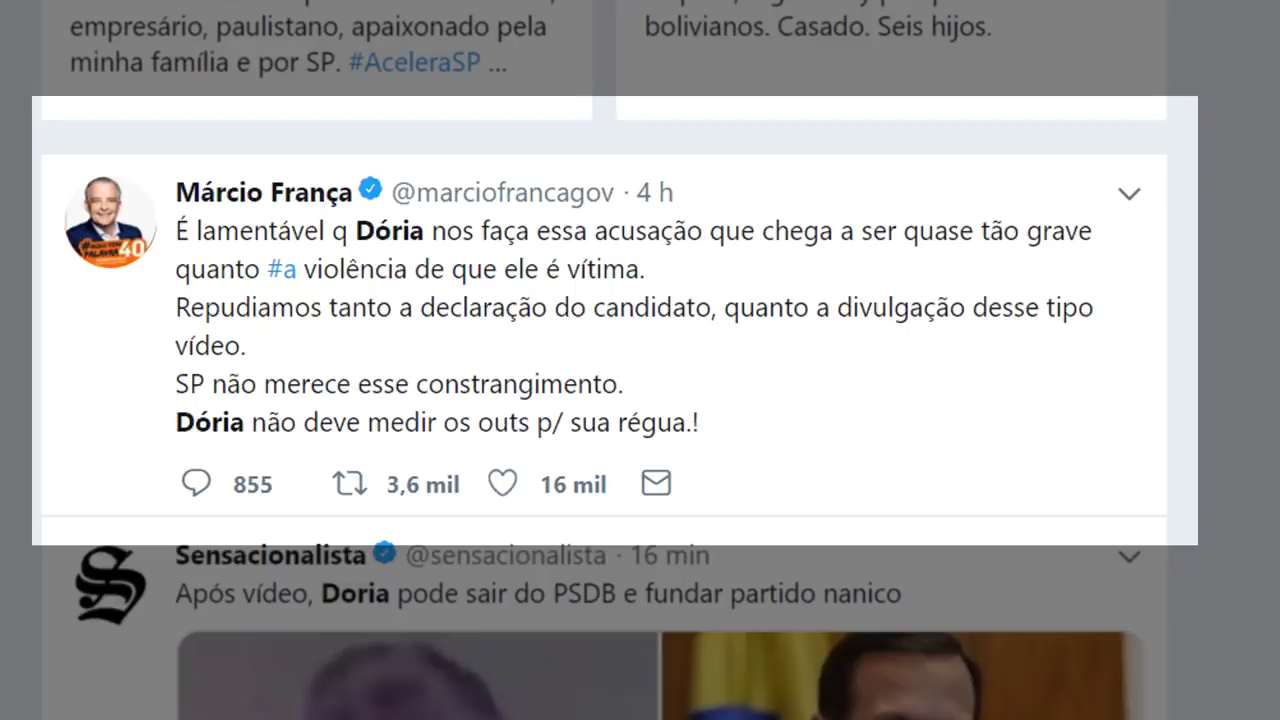 empresário, paulistano, apaixonado pela
minha família e por SP. #AceleraSP ...
bolivianos. Casado. Seis hijos.
Márcio França @marciofrancagov · 4 h
É lamentável q Dória nos faça essa acusação que chega a ser quase tão grave
quanto #a violência de que ele é vítima.
Repudiamos tanto a declaração do candidato, quanto a divulgação desse tipo
vídeo.
SP não merece esse constrangimento.
Dória não deve medir os outs p/ sua régua.!
855 3,6 mil 16 mil
Sensacionalista @sensacionalista · 16 min
Após vídeo, Doria pode sair do PSDB e fundar partido nanico